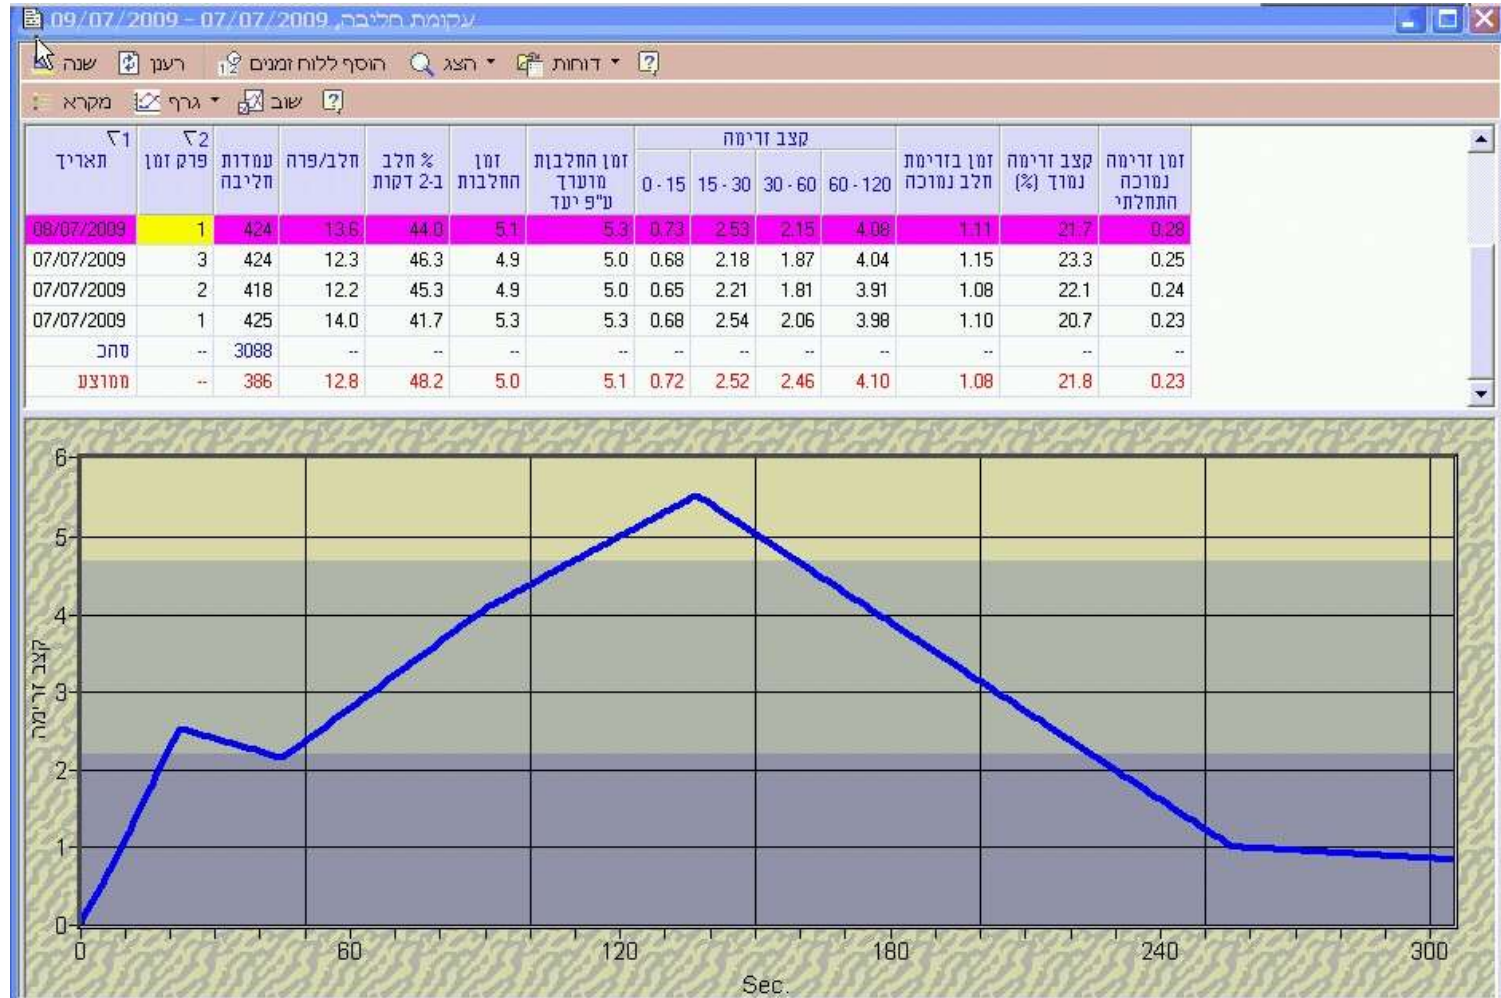 עקומת חליבה, 07/07/2009 - 09/07/2009
שנה רענן הוסף ללוח זמנים הצג דוחות
מקרא גרף שוב
תאריך 1 פרק זמן 2 עמדות חליבה חלב/פרה % חלב ב-2 דקות זמן החלבות זמן החלבות מוערך ע"פ יעד קצב זרימה 0 - 15 15 - 30 30 - 60 60 - 120 זמן בזרימת חלב נמוכה קצב זרימה נמוך (%) זמן זרימה נמוכה התחלתי
08/07/2009 1 424 13.6 44.0 5.1 5.3 0.73 2.53 2.15 4.08 1.11 21.7 0.28
07/07/2009 3 424 12.3 46.3 4.9 5.0 0.68 2.18 1.87 4.04 1.15 23.3 0.25
07/07/2009 2 418 12.2 45.3 4.9 5.0 0.65 2.21 1.81 3.91 1.08 22.1 0.24
07/07/2009 1 425 14.0 41.7 5.3 5.3 0.68 2.54 2.06 3.98 1.10 20.7 0.23
סהכ -- 3088 -- -- -- -- -- -- -- -- -- -- --
ממוצע -- 386 12.8 48.2 5.0 5.1 0.72 2.52 2.46 4.10 1.08 21.8 0.23
קצב זרימה
6
5
4
3
2
1
0
0 60 120 180 240 300
Sec.